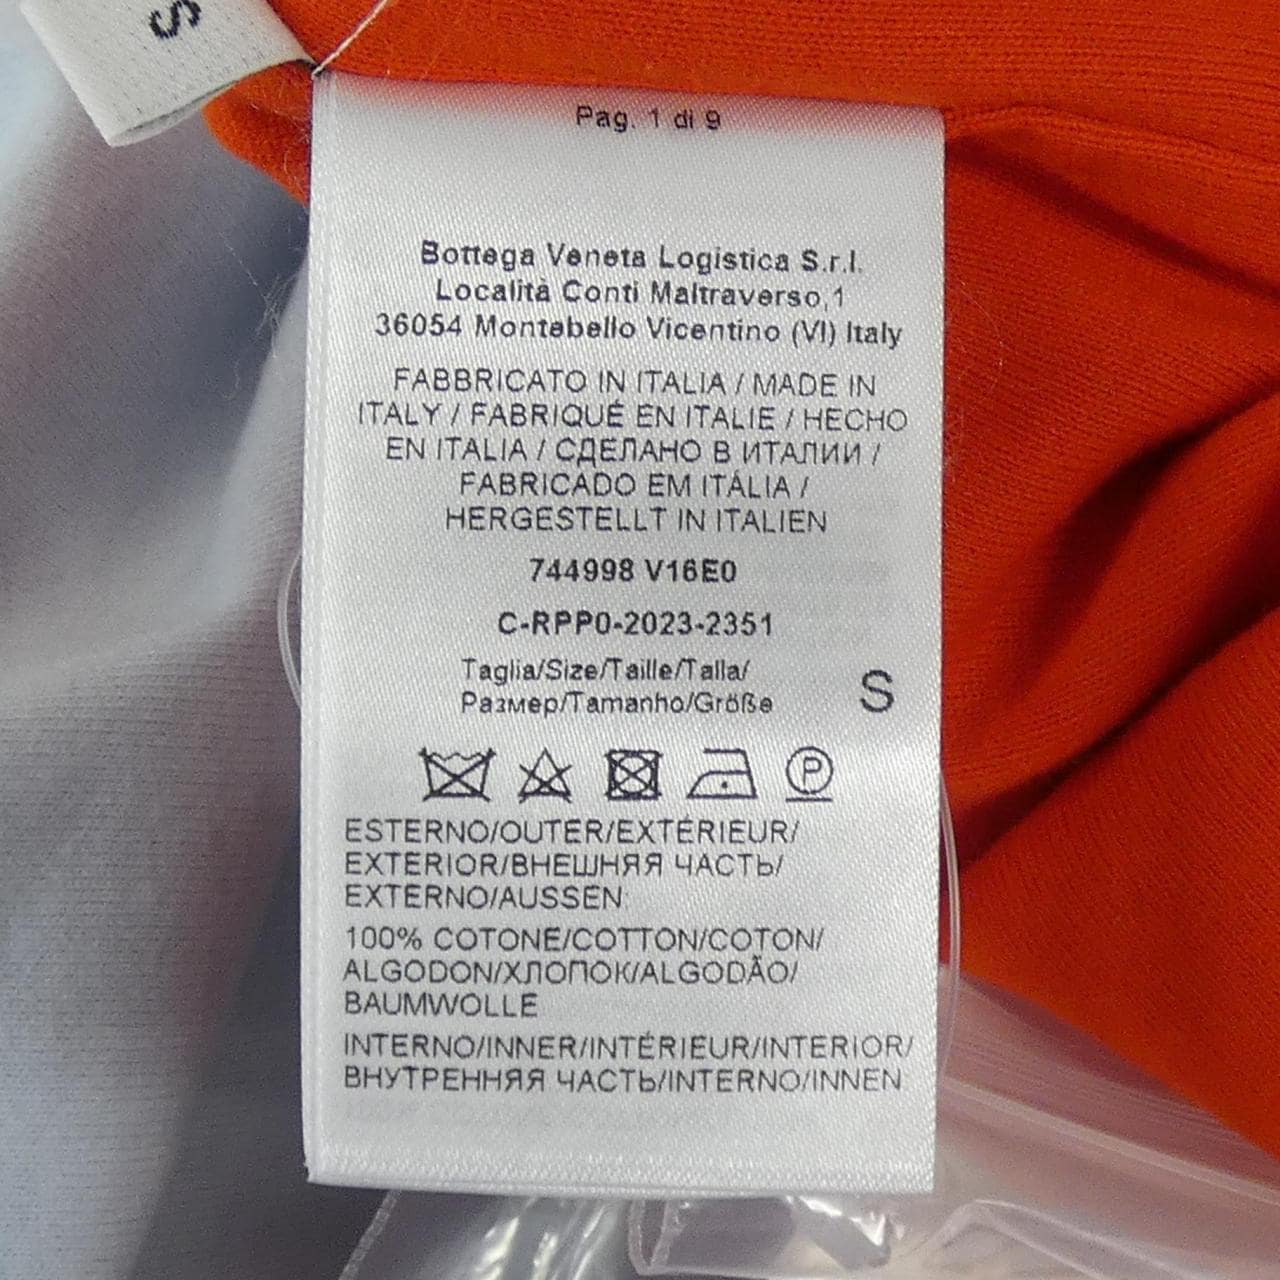 S
Pag. 1 di 9
Bottega Veneta Logistica S.r.l.
Località Conti Maltraverso,1
36054 Montebello Vicentino (VI) Italy
FABBRICATO IN ITALIA / MADE IN
ITALY / FABRIQUÉ EN ITALIE / HECHO
EN ITALIA / СДЕЛАНО В ИТАЛИИ /
FABRICADO EM ITÁLIA /
HERGESTELLT IN ITALIEN
744998 V16E0
C-RPP0-2023-2351
Taglia/Size/Taille/Talla/
Размер/Tamanho/Größe S
P
ESTERNO/OUTER/EXTÉRIEUR/
EXTERIOR/ВНЕШНЯЯ ЧАСТЬ/
EXTERNO/AUSSEN:
100% COTONE/COTTON/COTON/
ALGODON/ХЛОПОК/ALGODÃO/
BAUMWOLLE
INTERNO/INNER/INTÉRIEUR/INTERIOR/
ВНУТРЕННЯЯ ЧАСТЬ/INTERNO/INNEN